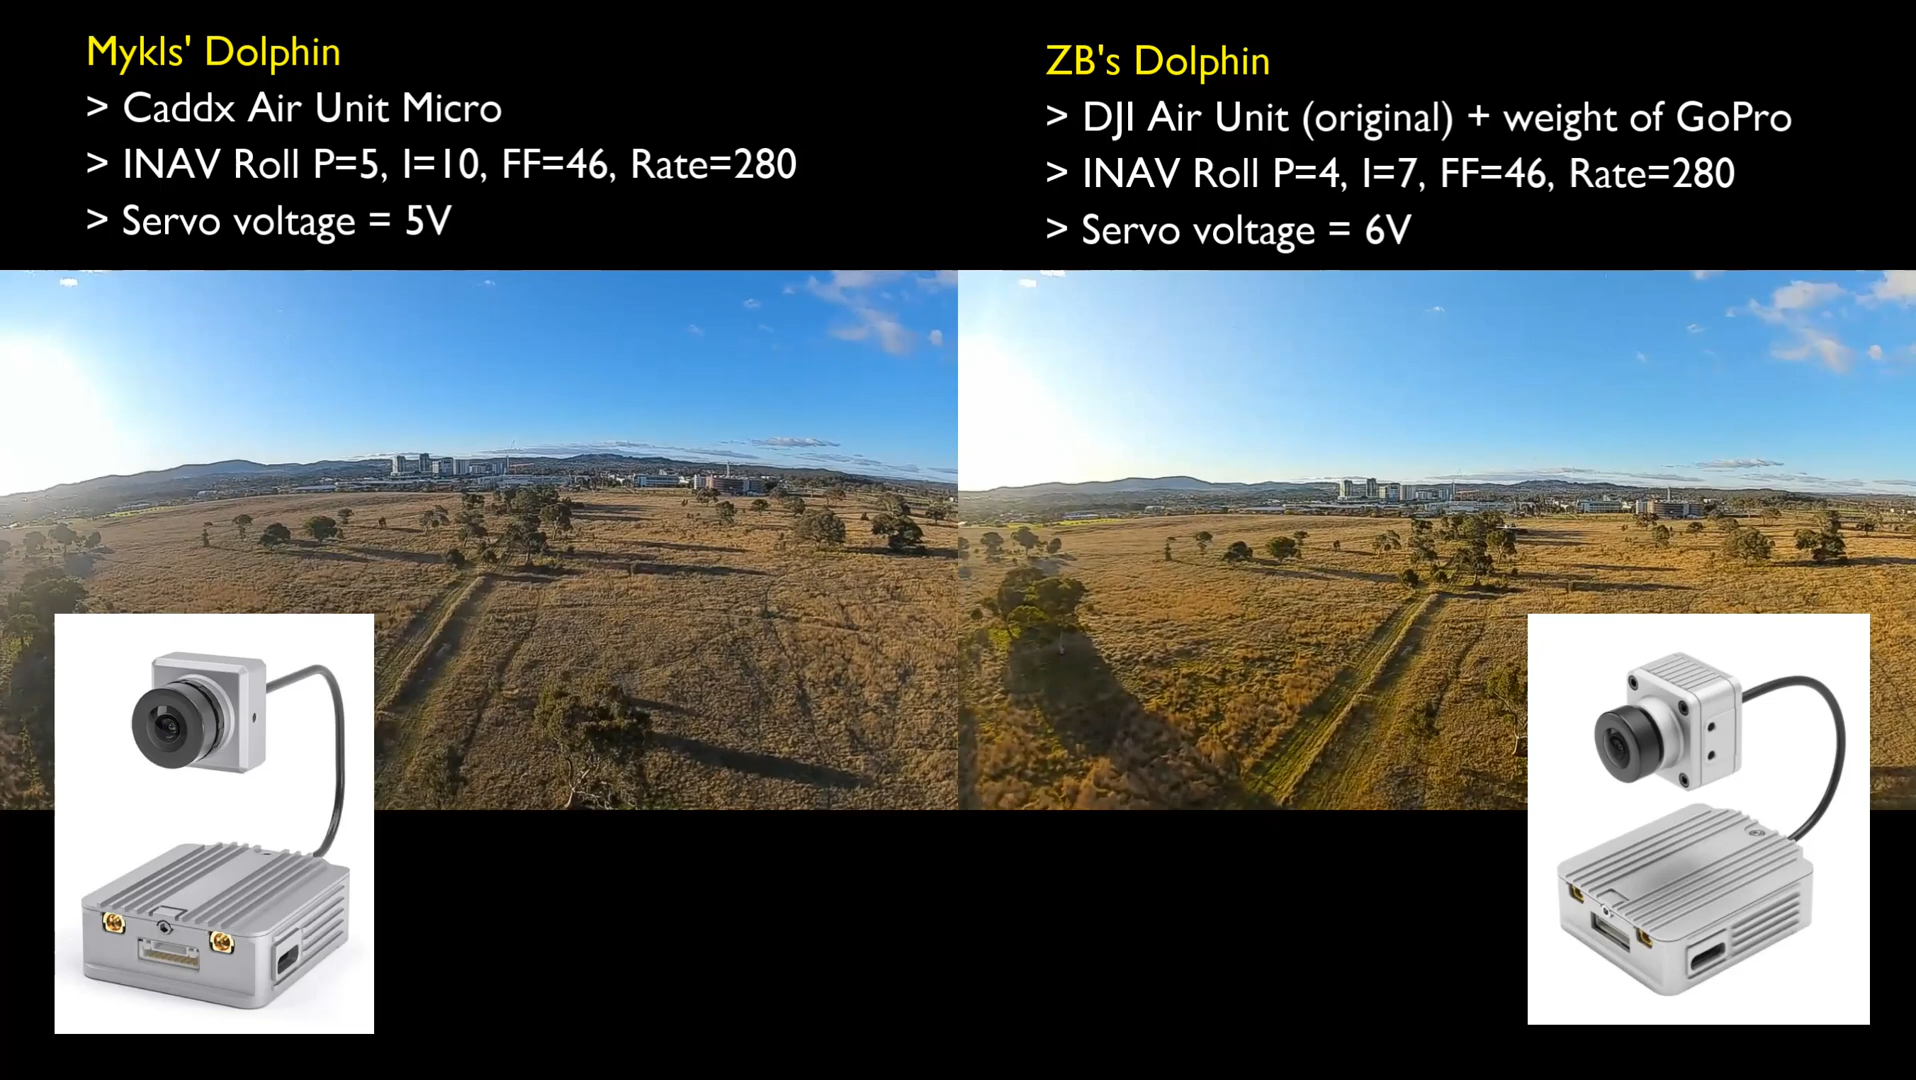 Mykls' Dolphin
> Caddx Air Unit Micro
> INAV Roll P=5, I=10, FF=46, Rate=280
> Servo voltage = 5V
ZB's Dolphin
> DJI Air Unit (original) + weight of GoPro
> INAV Roll P=4, I=7, FF=46, Rate=280
> Servo voltage = 6V